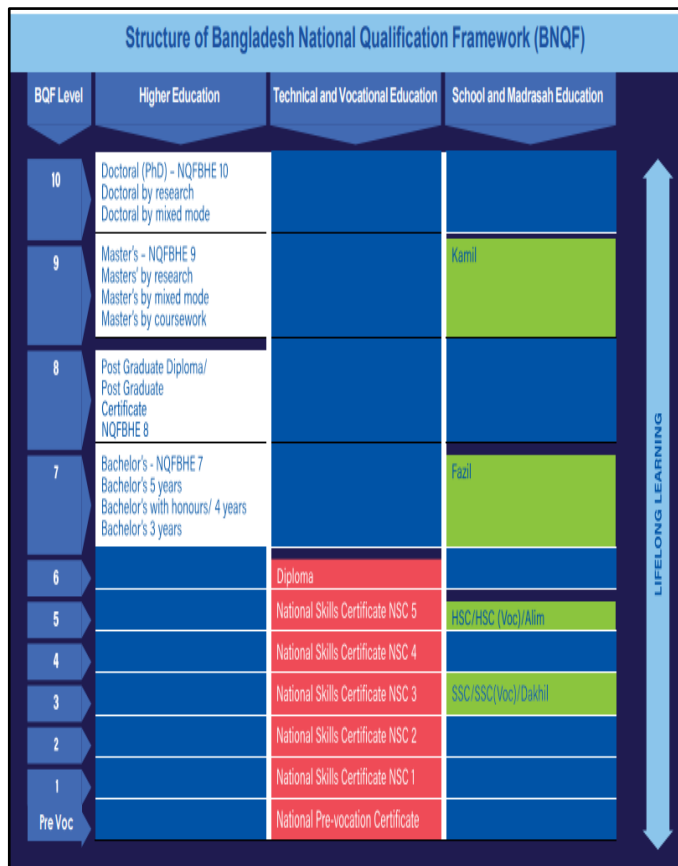 Structure of Bangladesh National Qualification Framework (BNQF)
BQF Level
Higher Education
Technical and Vocational Education
School and Madrasah Education
10
Doctoral (PhD) – NQFBHE 10
Doctoral by research
Doctoral by mixed mode
9
Master's – NQFBHE 9
Masters' by research
Master's by mixed mode
Master's by coursework
Kamil
8
Post Graduate Diploma/
Post Graduate
Certificate
NQFBHE 8
7
Bachelor's - NQFBHE 7
Bachelor's 5 years
Bachelor's with honours/ 4 years
Bachelor's 3 years
Fazil
6
Diploma
5
National Skills Certificate NSC 5
HSC/HSC (Voc)/Alim
4
National Skills Certificate NSC 4
3
National Skills Certificate NSC 3
SSC/SSC(Voc)/Dakhil
2
National Skills Certificate NSC 2
1
National Skills Certificate NSC 1
Pre Voc
National Pre-vocation Certificate
LIFELONG LEARNING